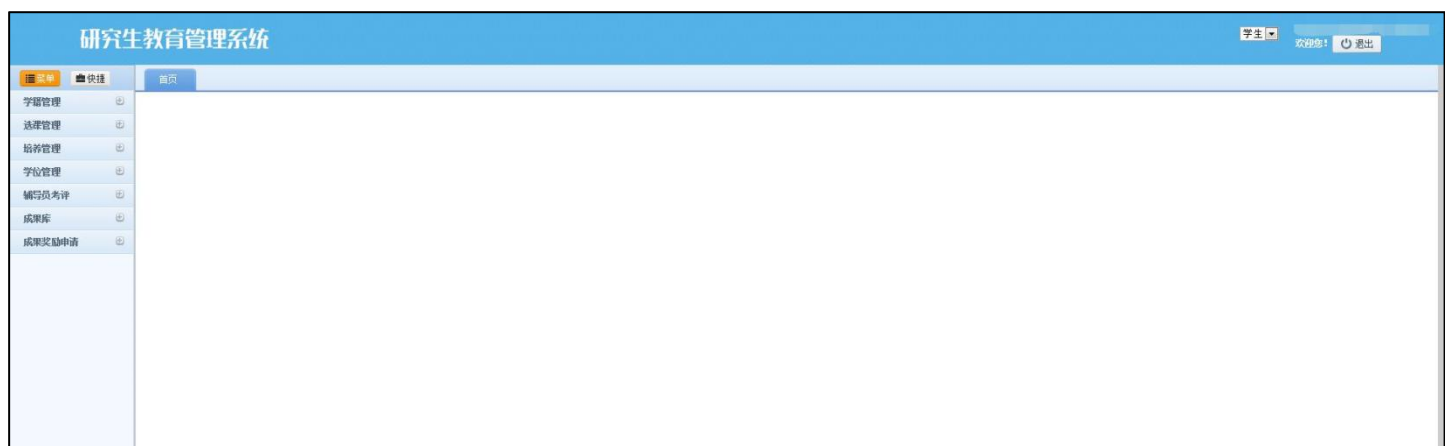 研究生教育管理系统
学生
欢迎您! 退出
菜单 快捷 首页
学籍管理
选课管理
培养管理
学位管理
辅导员考评
成果库
成果奖励申请